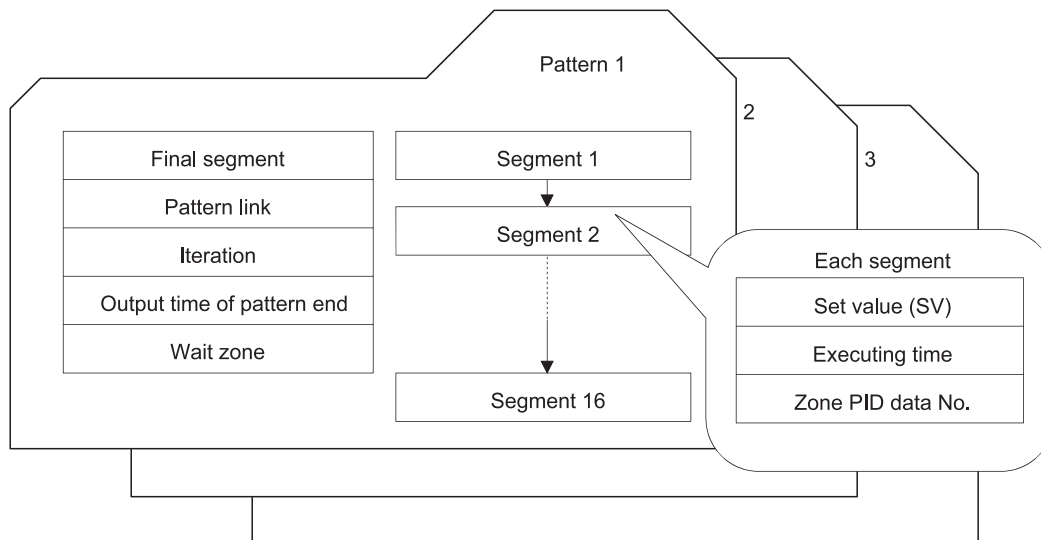 Pattern 1
2
3
Final segment
Pattern link
Iteration
Output time of pattern end
Wait zone
Segment 1
Segment 2
Segment 16
Each segment
Set value (SV)
Executing time
Zone PID data No.